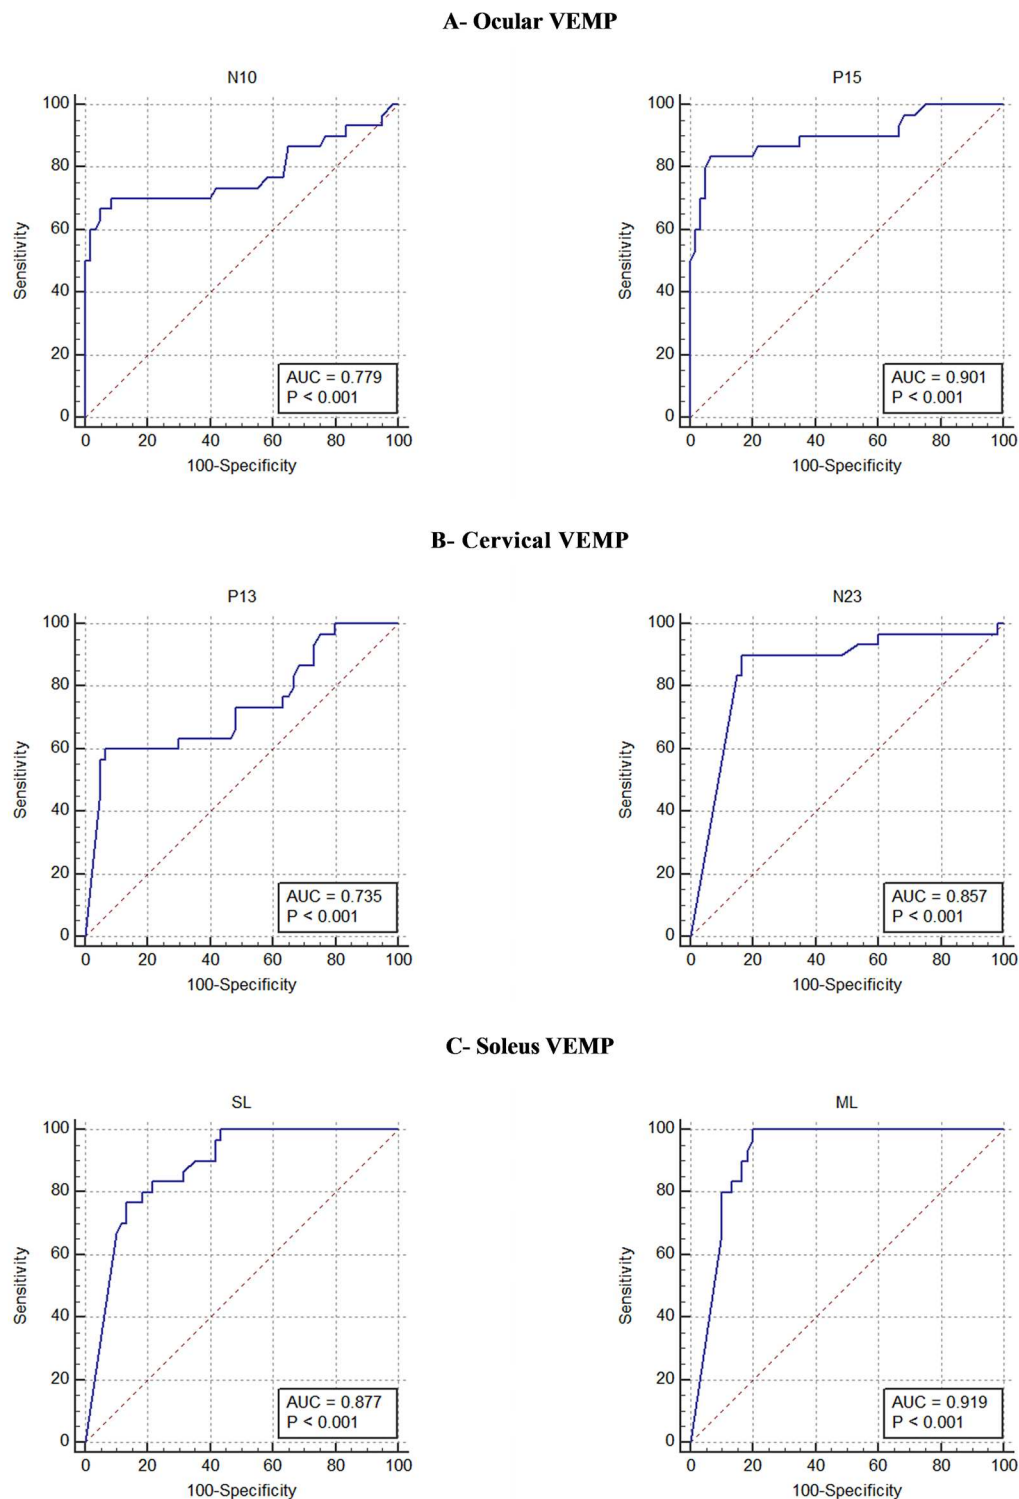 A- Ocular VEMP
N10
100
80
60
40
20
0
Sensitivity
AUC = 0.779
P < 0.001
0 20 40 60 80 100
100-Specificity
P15
100
80
60
40
20
0
Sensitivity
AUC = 0.901
P < 0.001
0 20 40 60 80 100
100-Specificity
B- Cervical VEMP
P13
100
80
60
40
20
0
Sensitivity
AUC = 0.735
P < 0.001
0 20 40 60 80 100
100-Specificity
N23
100
80
60
40
20
0
Sensitivity
AUC = 0.857
P < 0.001
0 20 40 60 80 100
100-Specificity
C- Soleus VEMP
SL
100
80
60
40
20
0
Sensitivity
AUC = 0.877
P < 0.001
0 20 40 60 80 100
100-Specificity
ML
100
80
60
40
20
0
Sensitivity
AUC = 0.919
P < 0.001
0 20 40 60 80 100
100-Specificity